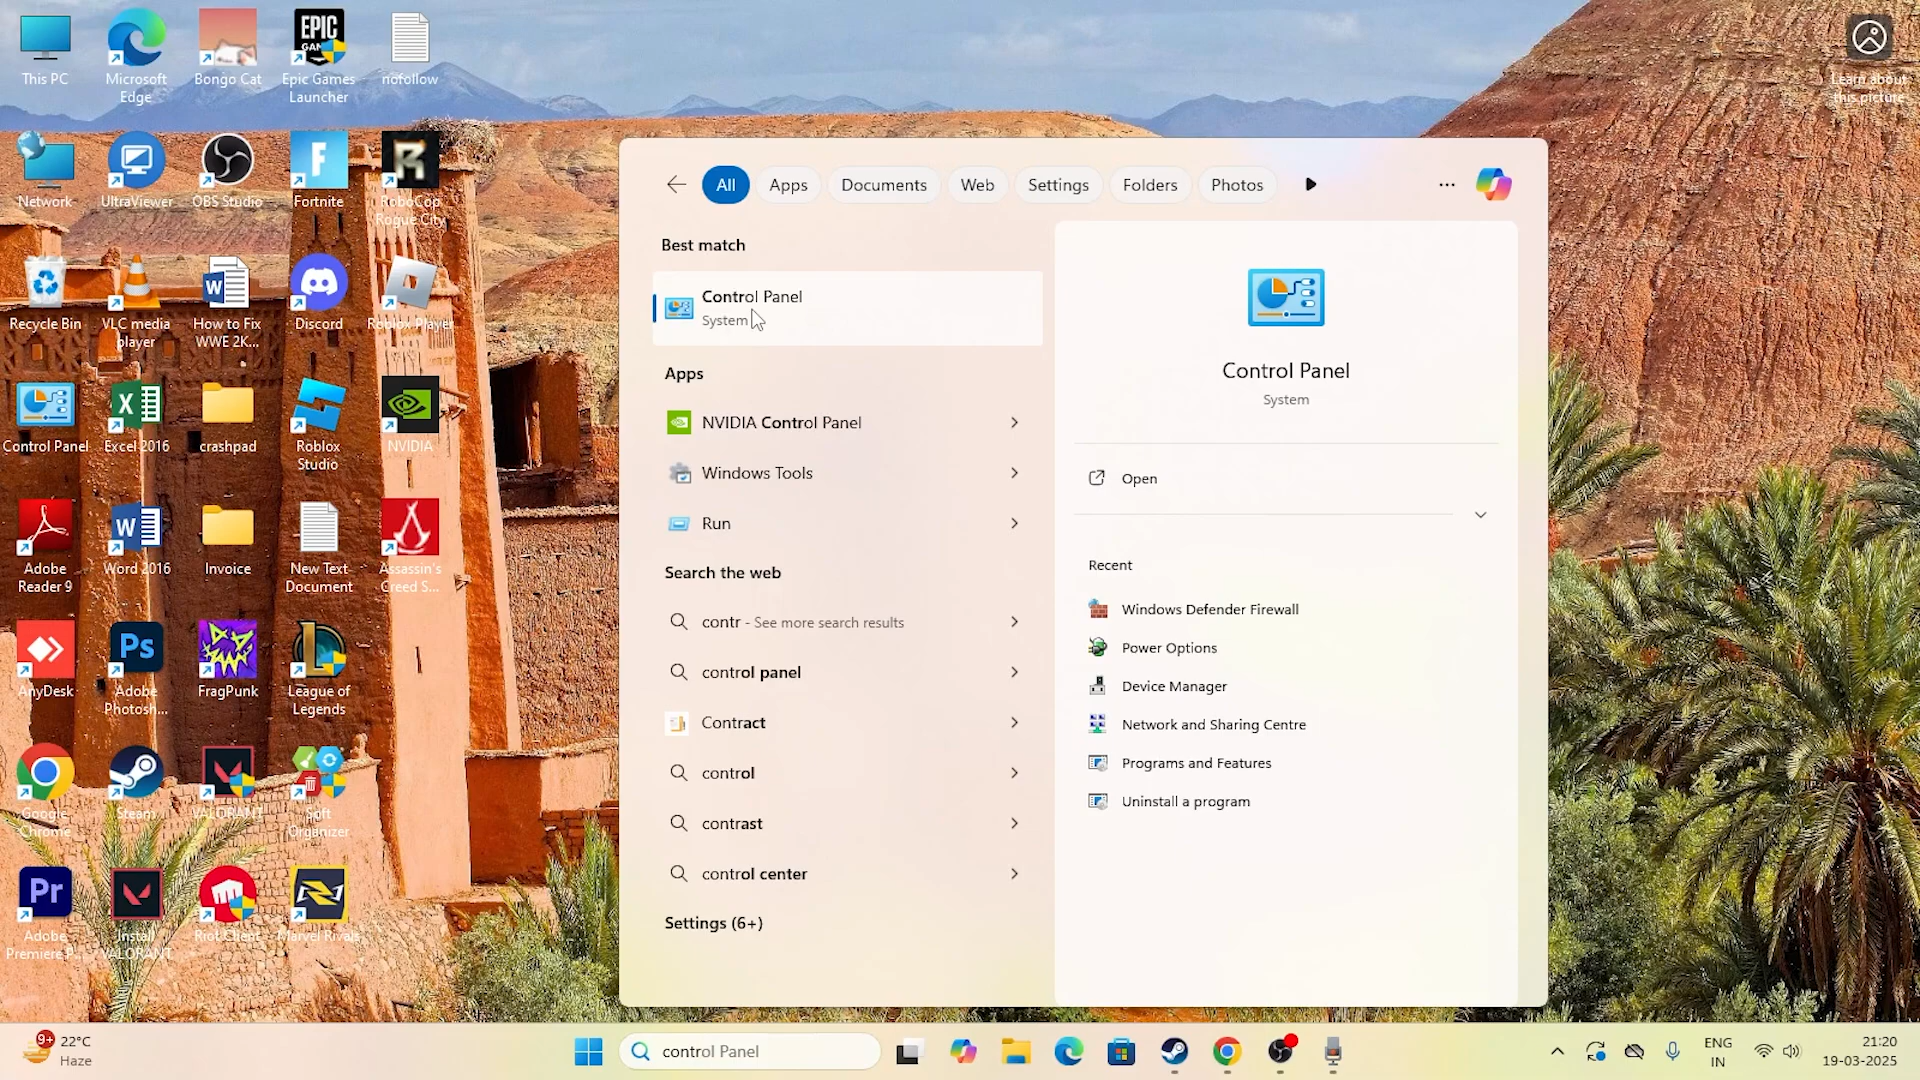 This PC
Microsoft
Edge
Bongo Cat
EPIC
GAMES
Epic Games
Launcher
nofollow
Learn about
this picture
Network
UltraViewer
OBS Studio
Fortnite
RoboCop
Rogue City
Recycle Bin
VLC media
player
How to Fix
WWE 2K...
Discord
Roblox Player
Control Panel
Excel 2016
crashpad
Roblox
Studio
NVIDIA
Adobe
Reader 9
Word 2016
Invoice
New Text
Document
Assassin's
Creed S...
AnyDesk
Adobe
Photosh...
FragPunk
League of
Legends
Google
Chrome
Steam
VALORANT
Soft
Organizer
Adobe
Premiere P...
Install
VALORANT
Riot Client
Marvel Rivals
All
Apps
Documents
Web
Settings
Folders
Photos
Best match
Control Panel
System
Apps
NVIDIA Control Panel
Windows Tools
Run
Search the web
contr - See more search results
control panel
Contract
control
contrast
control center
Settings (6+)
Control Panel
System
Open
Recent
Windows Defender Firewall
Power Options
Device Manager
Network and Sharing Centre
Programs and Features
Uninstall a program
9+
22°C
Haze
control Panel
ENG
IN
21:20
19-03-2025